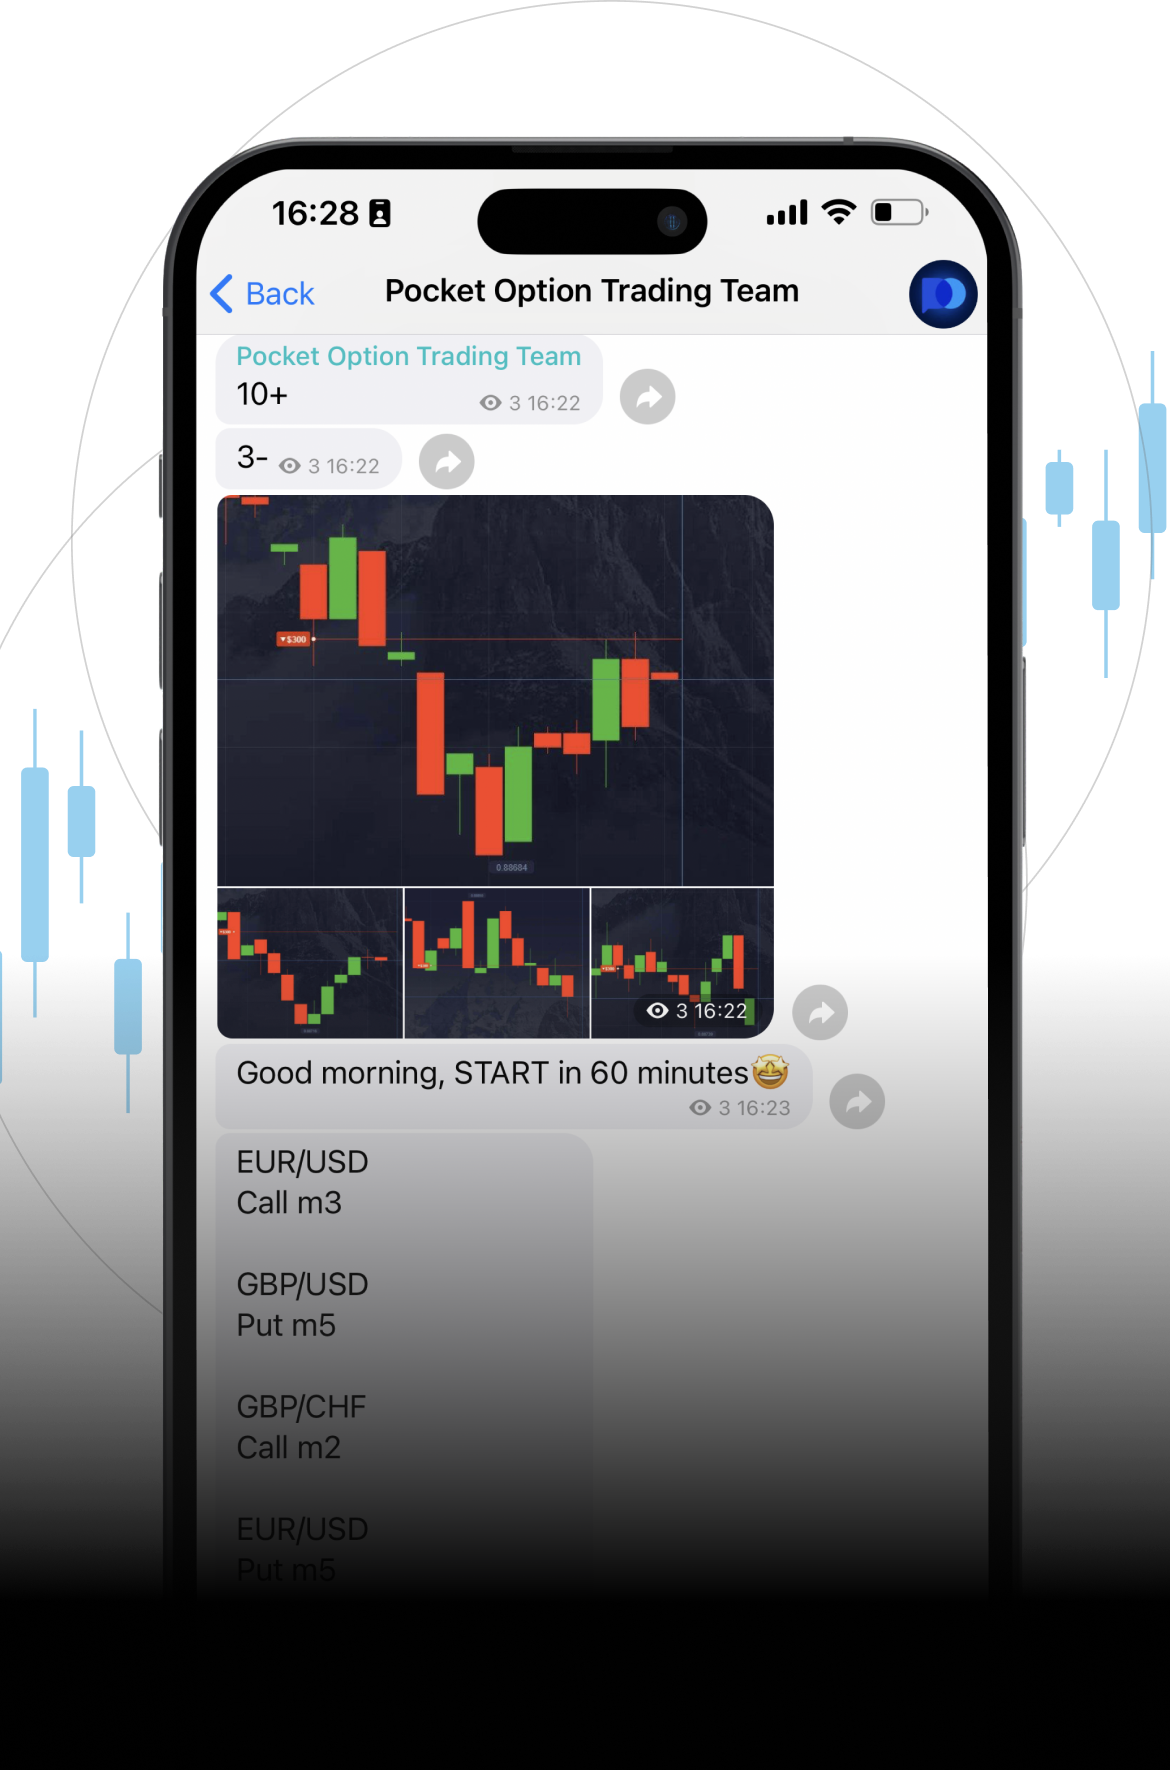 16:28
Back
Pocket Option Trading Team
Pocket Option Trading Team
10+
3 16:22
3-
3 16:22
$300
0.88684
3 16:22
Good morning, START in 60 minutes🤩
3 16:23
EUR/USD
Call m3
GBP/USD
Put m5
GBP/CHF
Call m2
EUR/USD
Put m5